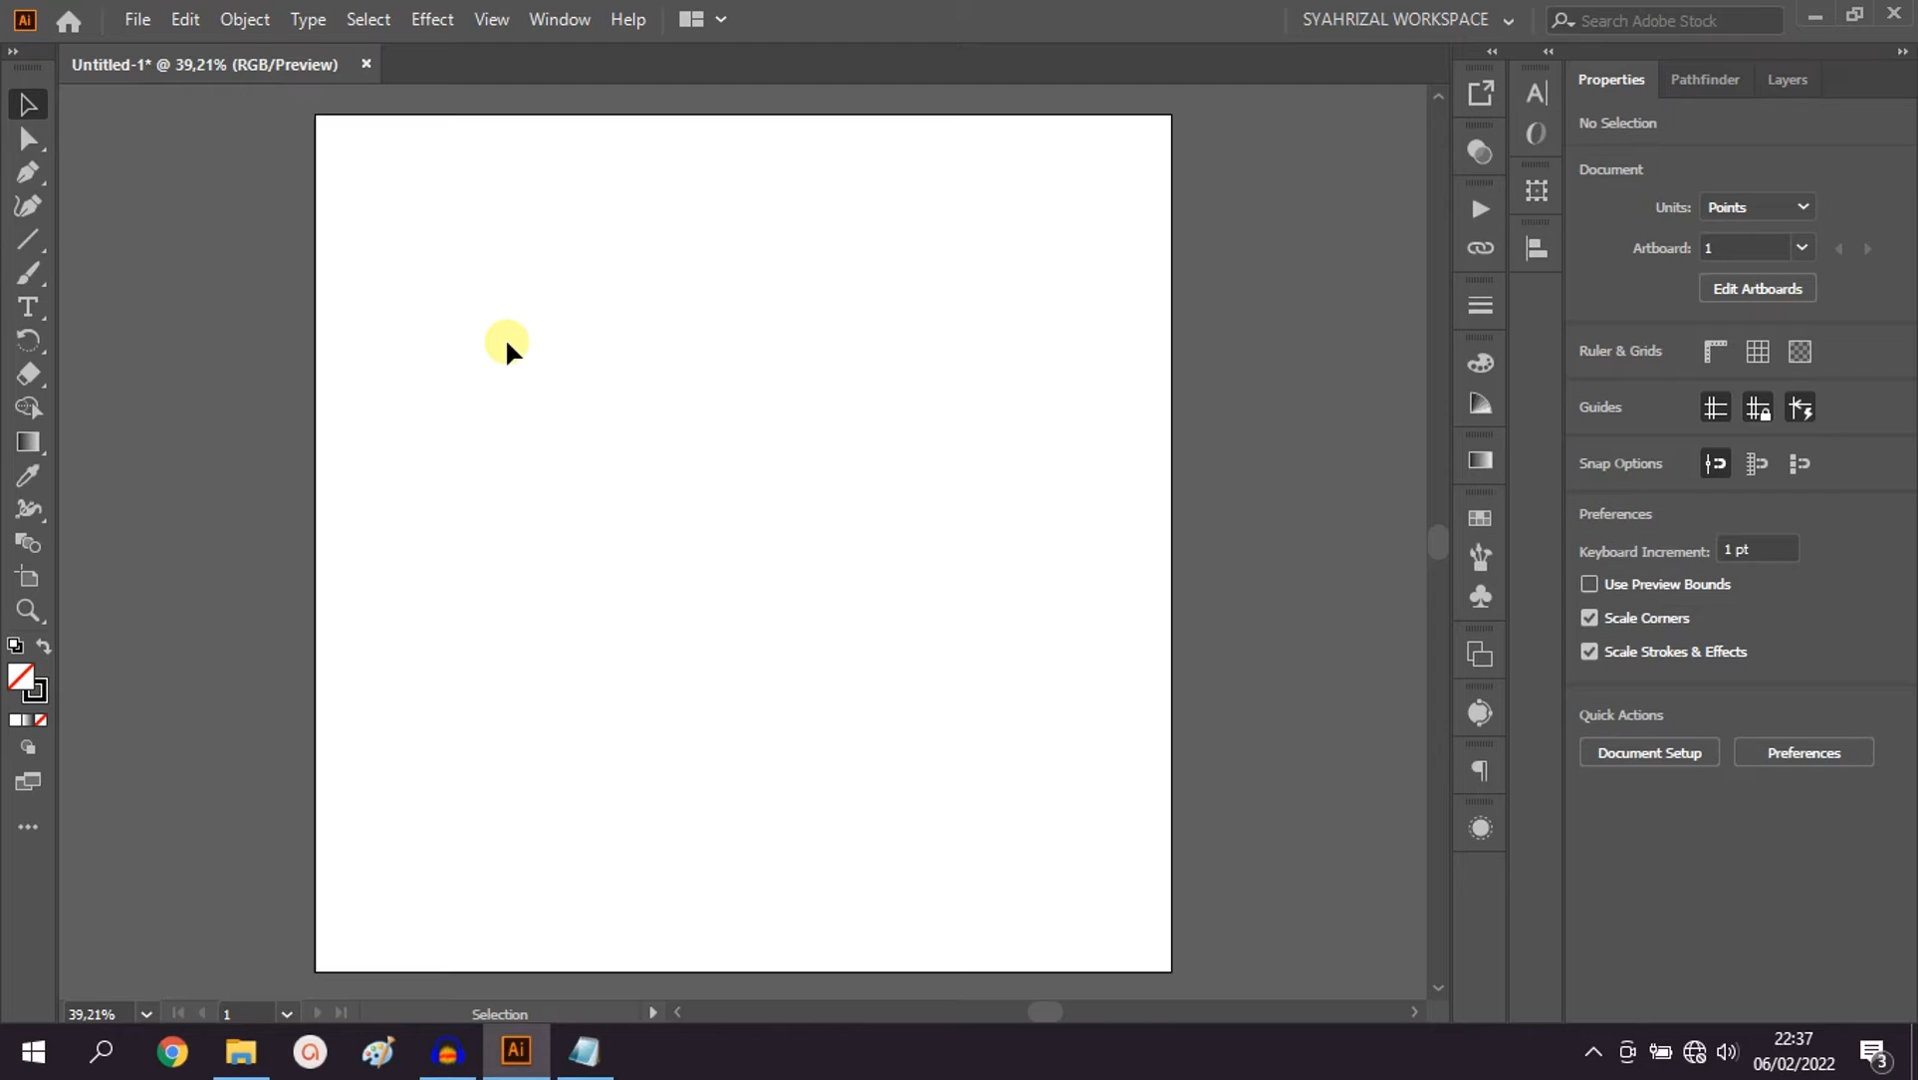 Ai File Edit Object Type Select Effect View Window Help SYAHRIZAL WORKSPACE Search Adobe Stock
Untitled-1* @ 39,21% (RGB/Preview) ×
Properties Pathfinder Layers
No Selection
Document
Units: Points
Artboard: 1
Edit Artboards
Ruler & Grids
Guides
Snap Options
Preferences
Keyboard Increment: 1 pt
Use Preview Bounds
Scale Corners
Scale Strokes & Effects
Quick Actions
Document Setup Preferences
39,21% 1 Selection
Ai 22:37
06/02/2022 3